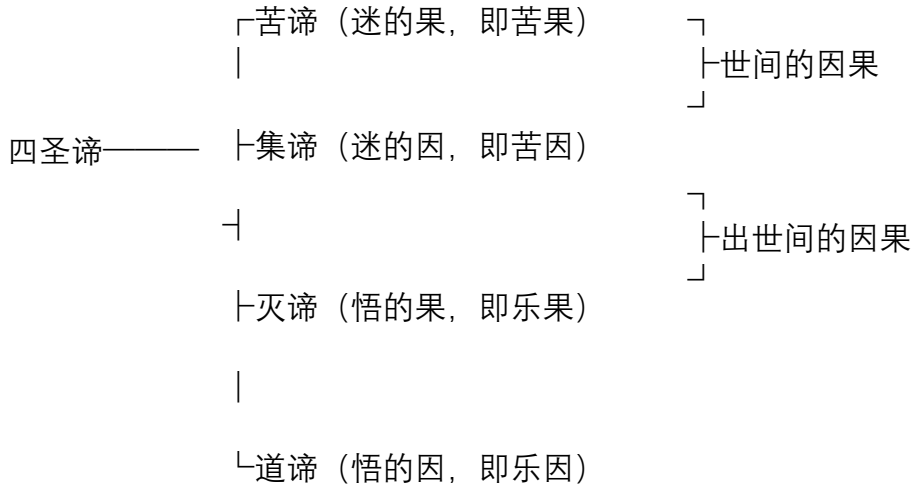 ┌苦谛（迷的果，即苦果） ┐
│ ├世间的因果
┘
四圣谛——— ├集谛（迷的因，即苦因）
┐
┤ ├出世间的因果
┘
├灭谛（悟的果，即乐果）
│
└道谛（悟的因，即乐因）